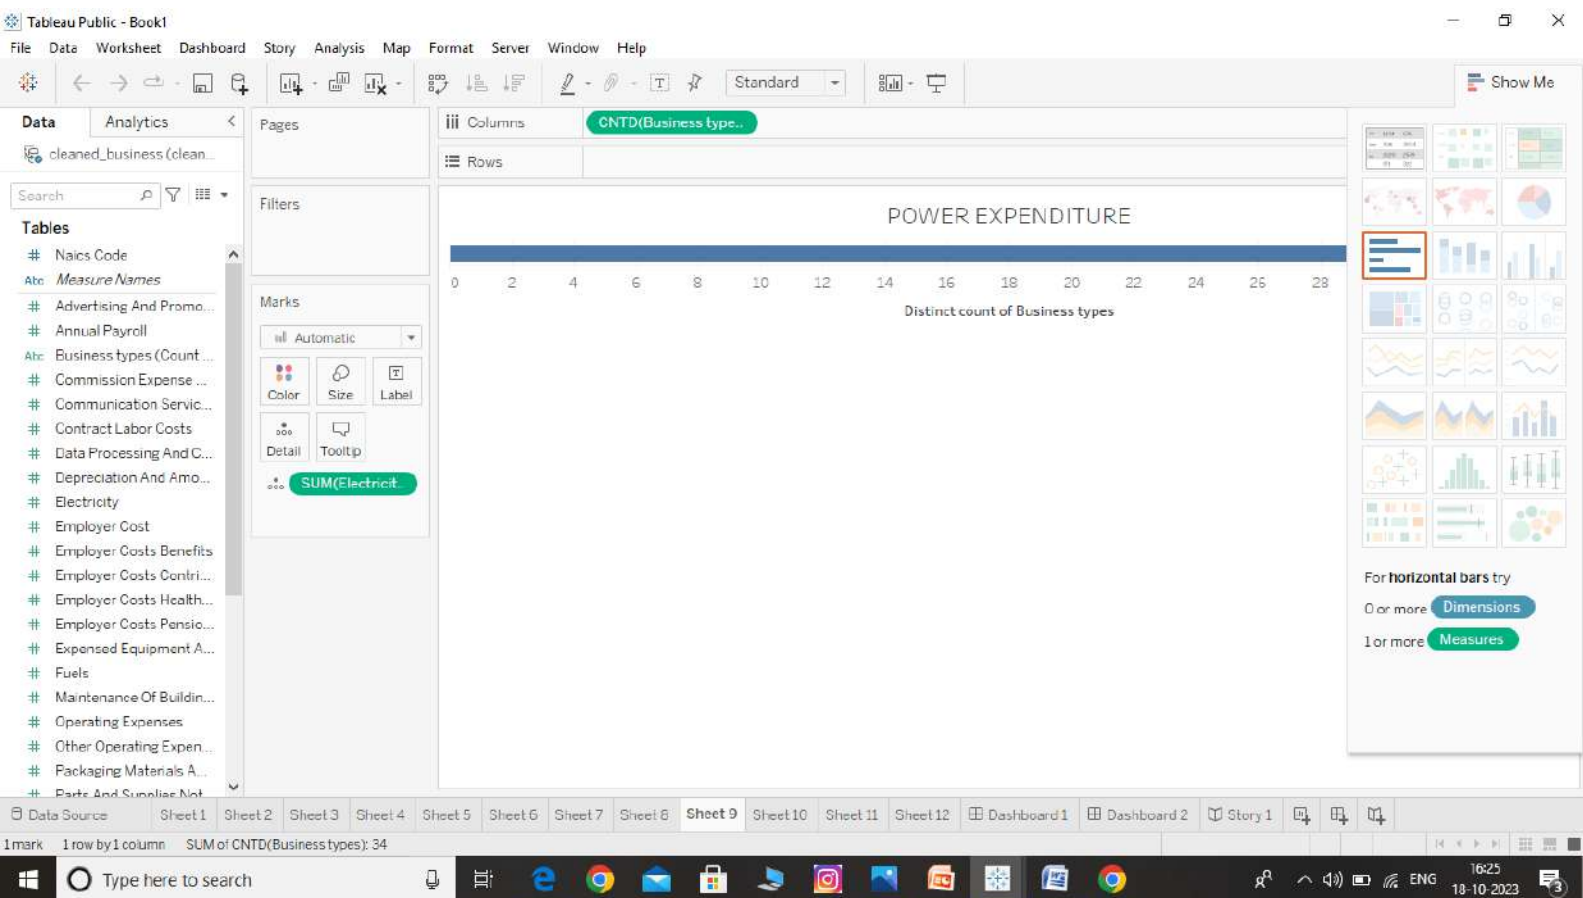 Tableau Public - Book1
File Data Worksheet Dashboard Story Analysis Map Format Server Window Help
Standard
Show Me
Data Analytics
Pages
Columns
CNTD(Business type..
cleaned_business (clean...
Rows
Search
Filters
POWER EXPENDITURE
Tables
Naics Code
Abc Measure Names
0 2 4 6 8 10 12 14 16 18 20 22 24 26 28
Distinct count of Business types
Advertising And Promo...
Marks
Annual Payroll
Automatic
Abc Business types (Count ...
Commission Expense ...
Color Size Label
Communication Servic...
Contract Labor Costs
Data Processing And C...
Detail Tooltip
Depreciation And Amo...
SUM(Electricit..
Electricity
Employer Cost
Employer Costs Benefits
Employer Costs Contri...
Employer Costs Health...
Employer Costs Pensio...
Expensed Equipment A...
Fuels
Maintenance Of Buildin...
Operating Expenses
Other Operating Expen...
Packaging Materials A...
Parts And Supplies Not
For horizontal bars try
0 or more Dimensions
1 or more Measures
Data Source Sheet 1 Sheet 2 Sheet 3 Sheet 4 Sheet 5 Sheet 6 Sheet 7 Sheet 8 Sheet 9 Sheet 10 Sheet 11 Sheet 12 Dashboard 1 Dashboard 2 Story 1
1 mark 1 row by 1 column SUM of CNTD(Business types): 34
Type here to search
ENG
16:25
18-10-2023
3